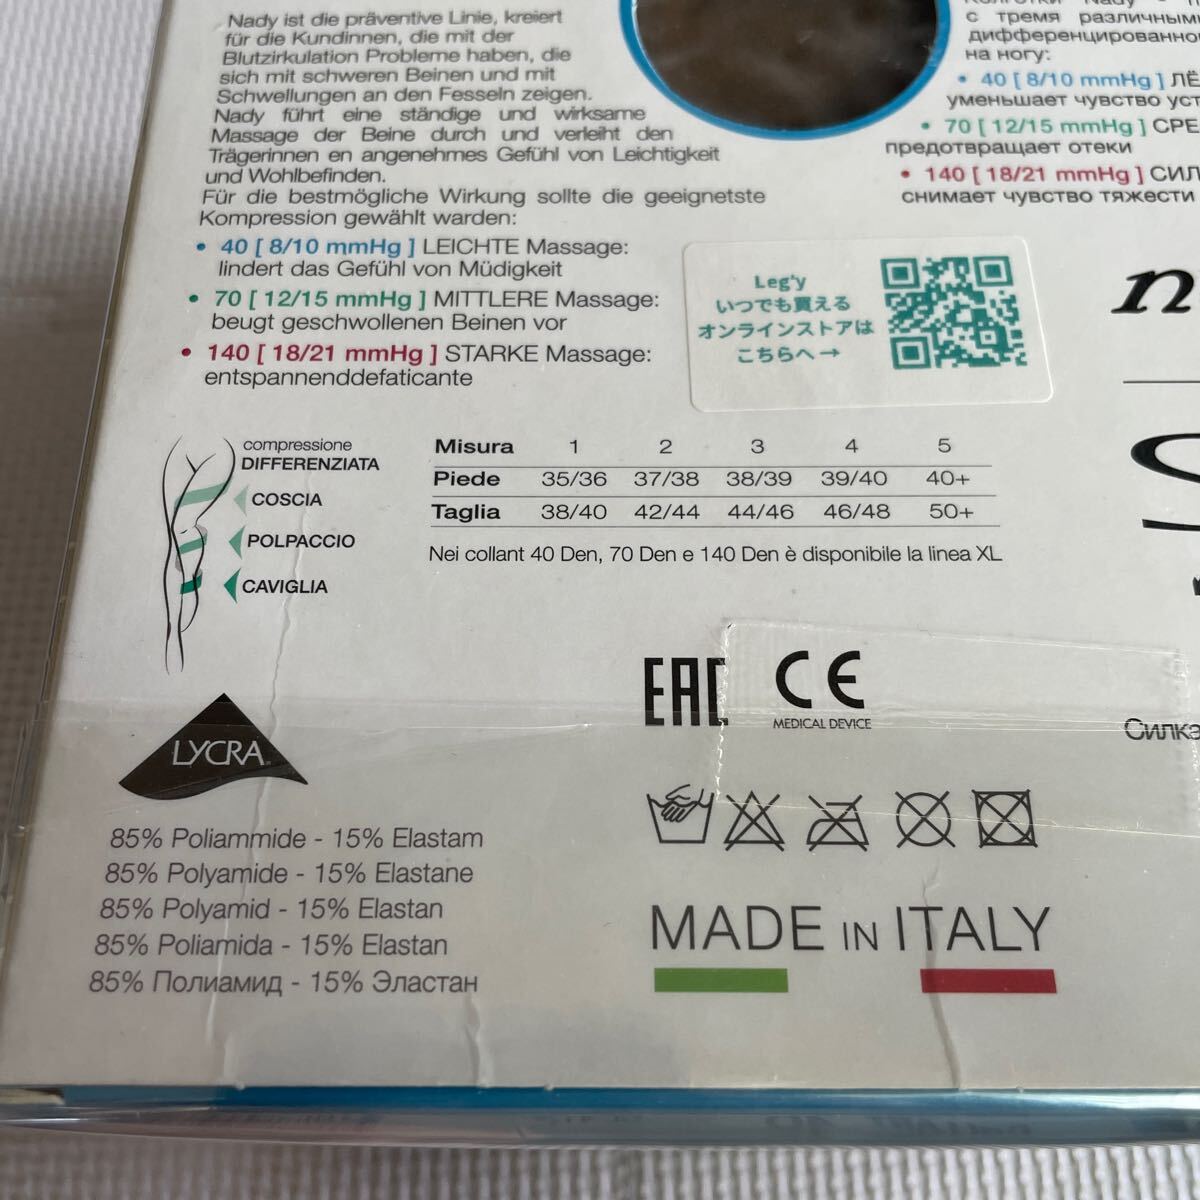 Nady ist die präventive Linie, kreiert
für die Kundinnen, die mit der
Blutzirkulation Probleme haben, die
sich mit schweren Beinen und mit
Schwellungen an den Fesseln zeigen.
Nady führt eine ständige und wirksame
Massage der Beine durch und verleiht den
Trägerinnen en angenehmes Gefühl von Leichtigkeit
und Wohlbefinden.
Für die bestmögliche Wirkung sollte die geeignetste
Kompression gewählt warden:
• 40 [ 8/10 mmHg ] LEICHTE Massage:
lindert das Gefühl von Müdigkeit
• 70 [ 12/15 mmHg ] MITTLERE Massage:
beugt geschwollenen Beinen vor
• 140 [ 18/21 mmHg ] STARKE Massage:
entspannenddefaticante
с тремя различным
дифференцированно
на ногу:
• 40 [ 8/10 mmHg ] ЛЁ
уменьшает чувство уст
• 70 [ 12/15 mmHg ] СРЕ
предотвращает отеки
• 140 [ 18/21 mmHg ] СИЛ
снимает чувство тяжести
Leg'y
いつでも買える
オンラインストアは
こちらへ→
n
compressione
DIFFERENZIATA
COSCIA
POLPACCIO
CAVIGLIA
Misura 1 2 3 4 5
Piede 35/36 37/38 38/39 39/40 40+
Taglia 38/40 42/44 44/46 46/48 50+
Nei collant 40 Den, 70 Den e 140 Den è disponibile la linea XL
EAC CE
MEDICAL DEVICE
Силкэ
LYCRA
85% Poliammide - 15% Elastam
85% Polyamide - 15% Elastane
85% Polyamid - 15% Elastan
85% Poliamida - 15% Elastan
85% Полиамид - 15% Эластан
MADE IN ITALY